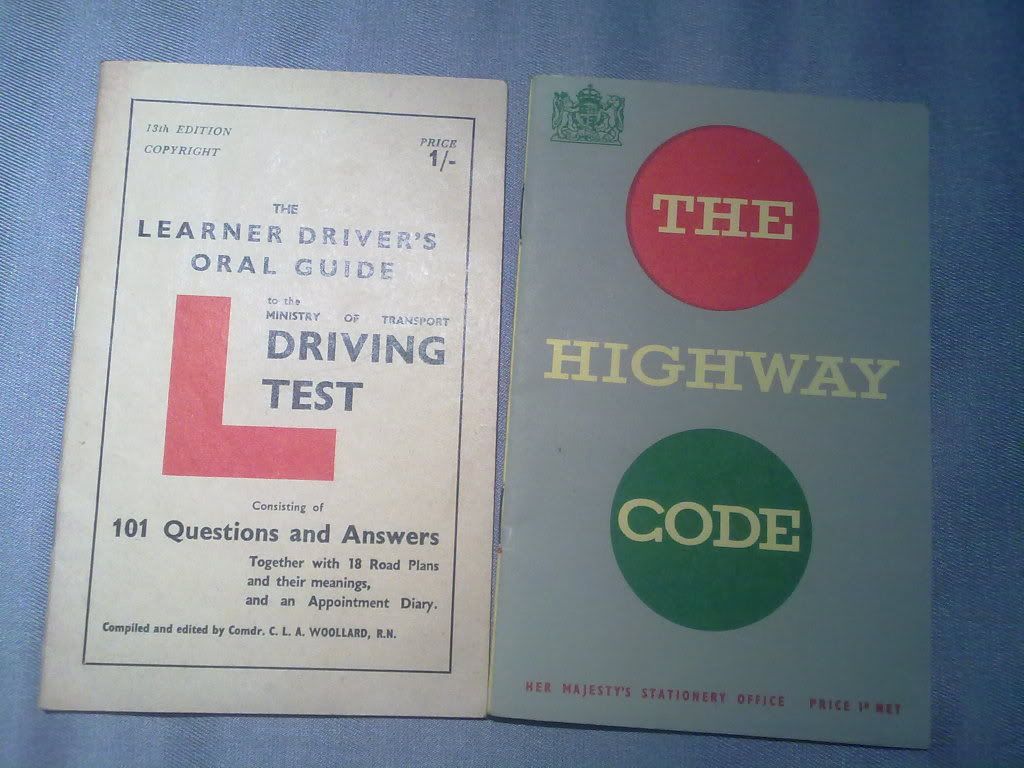 13th EDITION
COPYRIGHT
PRICE
1/-
THE
LEARNER DRIVER'S
ORAL GUIDE
L
to the
MINISTRY OF TRANSPORT
DRIVING
TEST
Consisting of
101 Questions and Answers
Together with 18 Road Plans
and their meanings,
and an Appointment Diary.
Compiled and edited by Comdr. C. L. A. WOOLLARD, R.N.
THE
HIGHWAY
CODE
HER MAJESTY'S STATIONERY OFFICE PRICE 1ᴰ NET